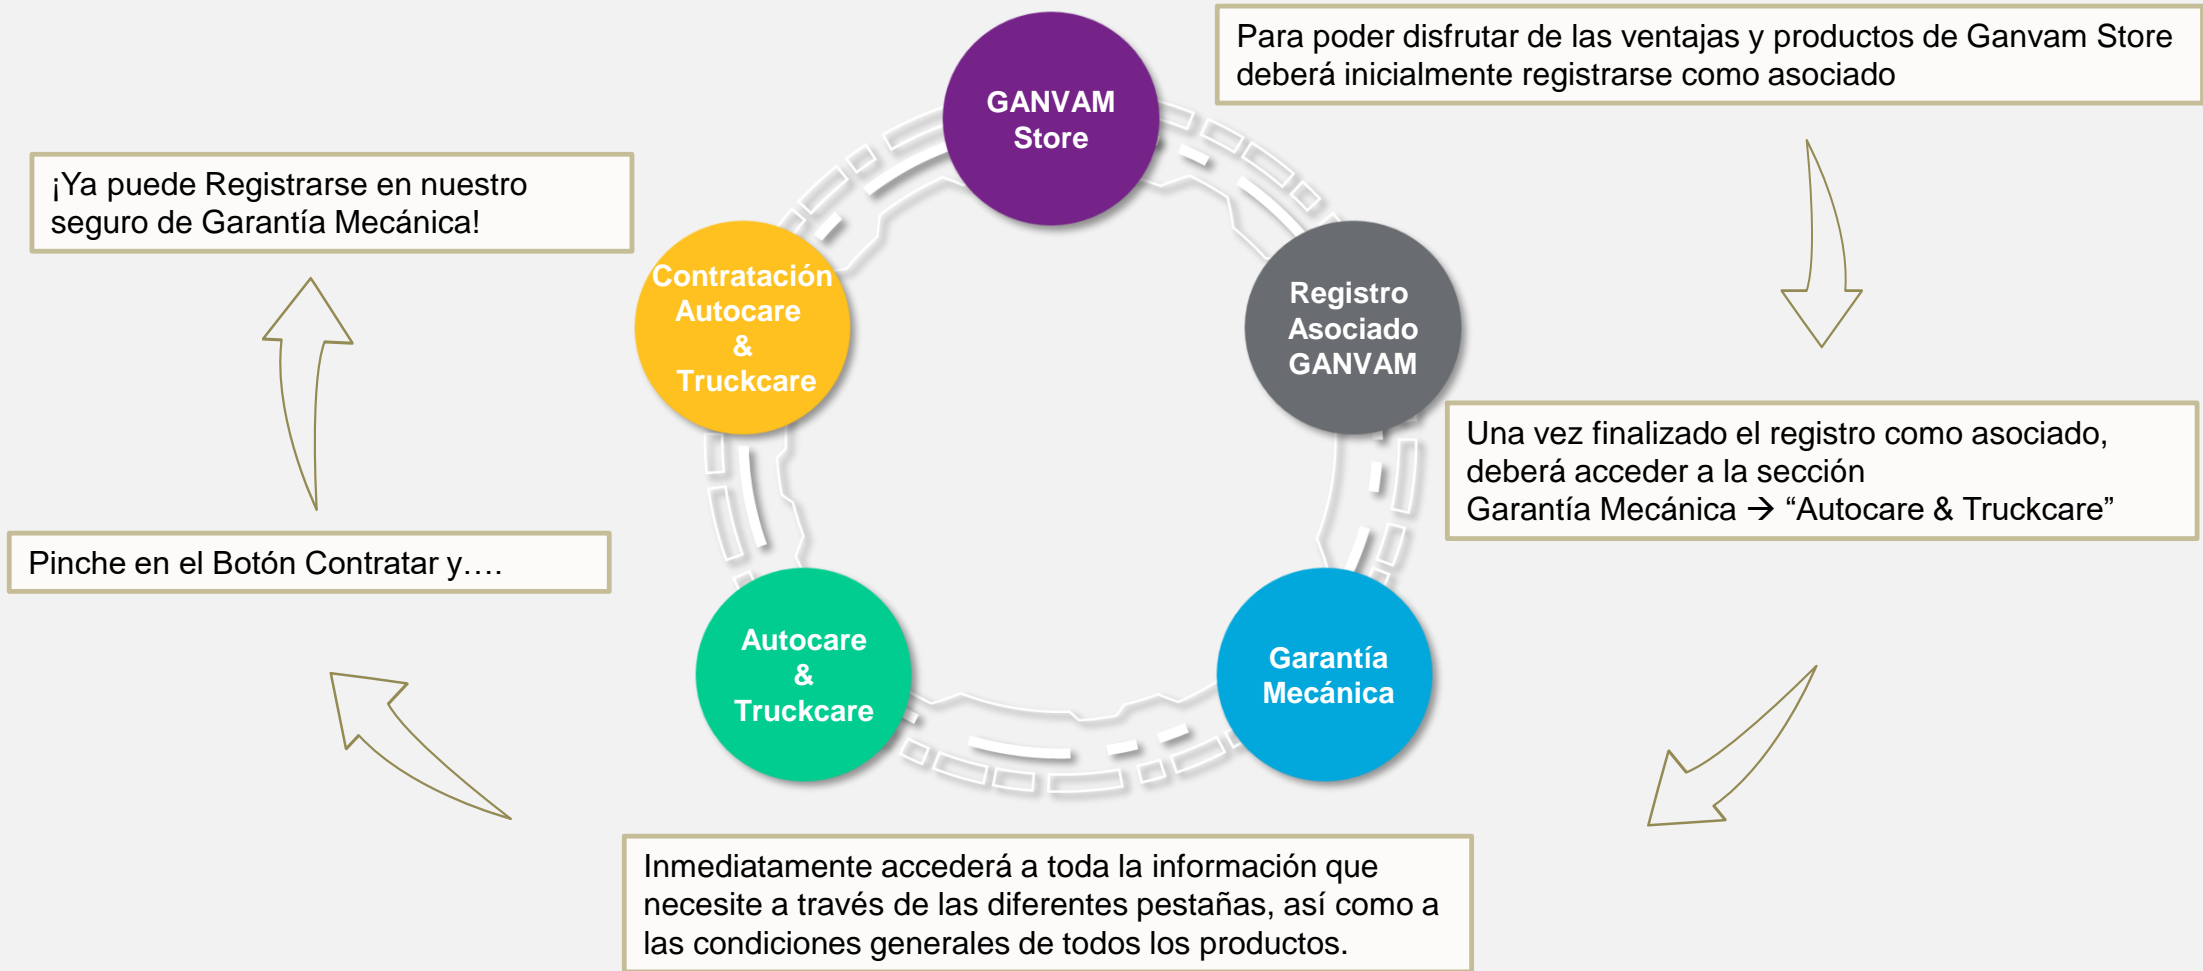 GANVAM
Store
Para poder disfrutar de las ventajas y productos de Ganvam Store
deberá inicialmente registrarse como asociado
Registro
Asociado
GANVAM
Una vez finalizado el registro como asociado,
deberá acceder a la sección
Garantía Mecánica → “Autocare & Truckcare”
Garantía
Mecánica
Inmediatamente accederá a toda la información que
necesite a través de las diferentes pestañas, así como a
las condiciones generales de todos los productos.
Autocare
&
Truckcare
Pinche en el Botón Contratar y….
Contratación
Autocare
&
Truckcare
¡Ya puede Registrarse en nuestro
seguro de Garantía Mecánica!